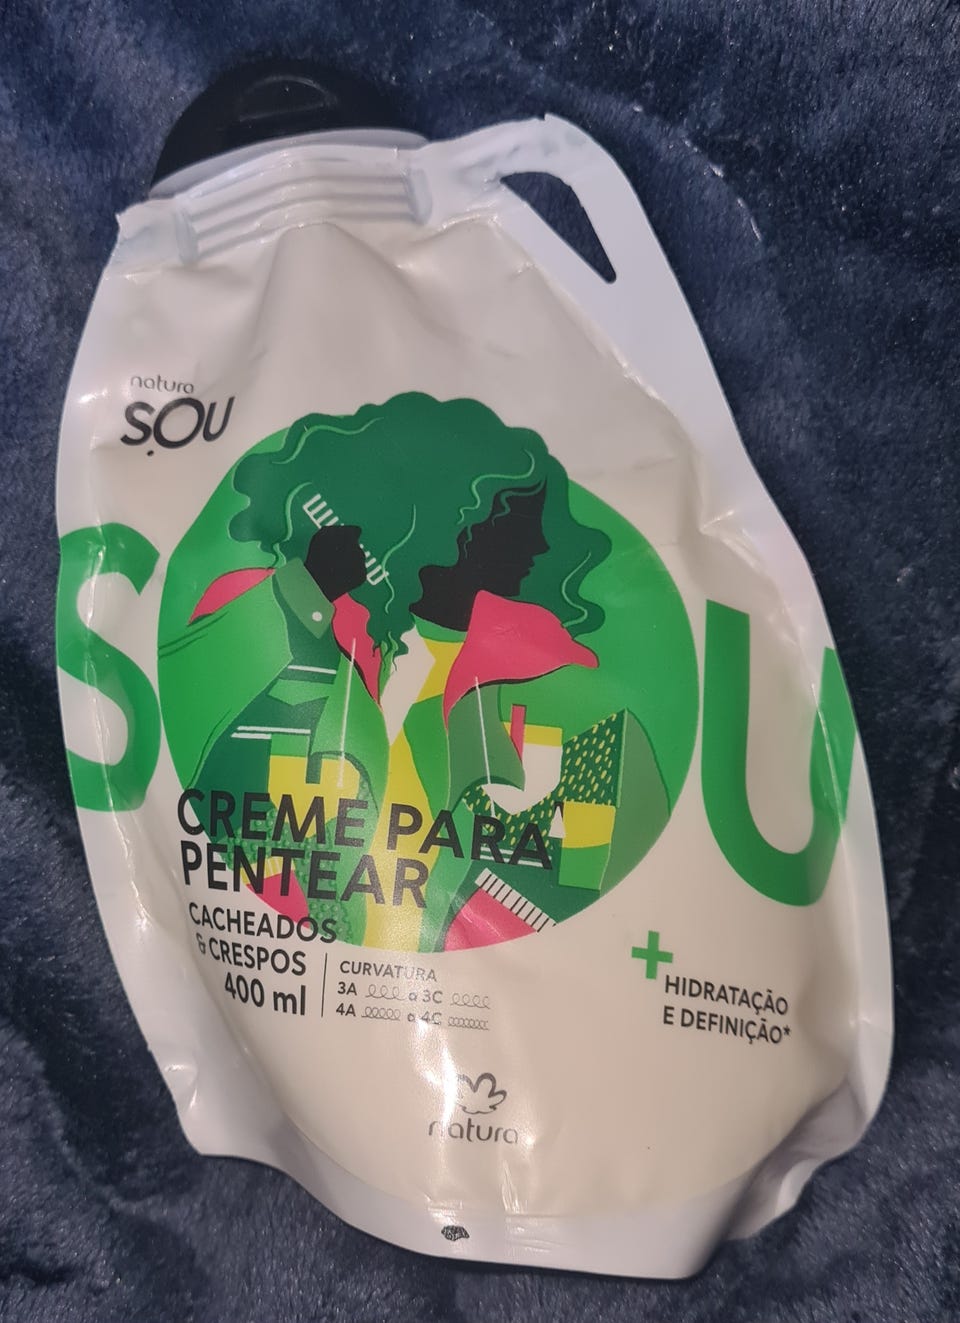 natura
SOU
SOU
CREME PARA
PENTEAR
CACHEADOS
& CRESPOS
400 ml
CURVATURA
3A a 3C
4A a 4C
+
HIDRATAÇÃO
E DEFINIÇÃO*
natura